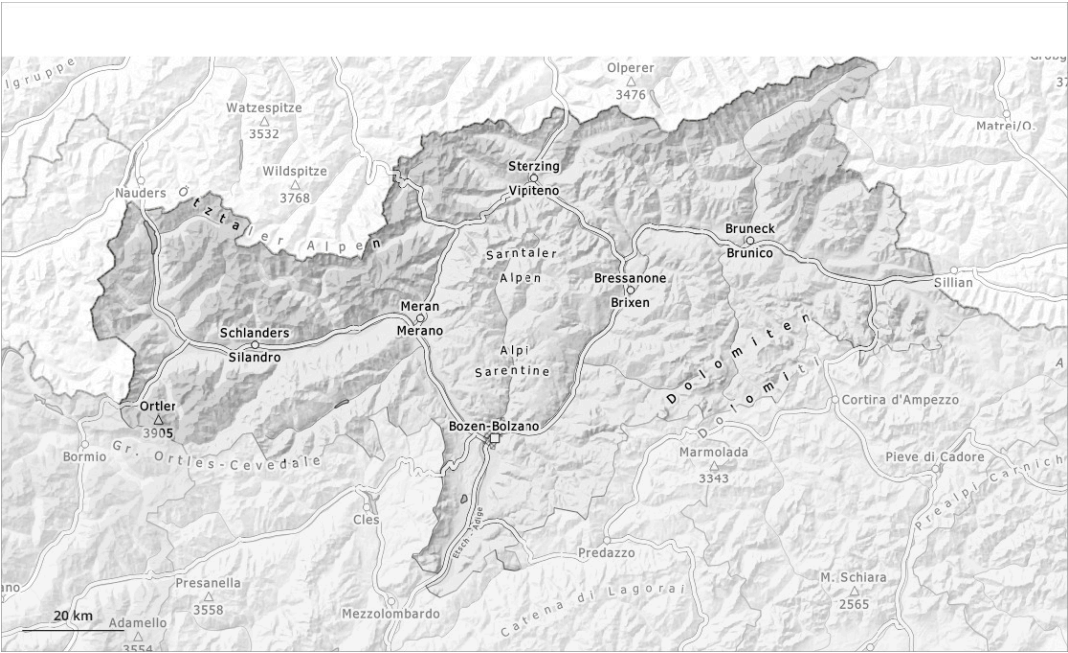 lgruppe
Olperer
3476
Watzespitze
3532
Matrei/O.
Wildspitze
3768
Nauders
Ötztaler Alpen
Sterzing
Vipiteno
Bruneck
Brunico
Sarntaler
Alpen
Bressanone
Brixen
Sillian
Meran
Merano
Schlanders
Silandro
Alpi
Sarentine
Dolomiten
Dolomiti
Ortler
3905
Cortina d'Ampezzo
Bozen-Bolzano
Bormio
Gr. Ortles-Cevedale
Marmolada
3343
Pieve di Cadore
Prealpi Carnich
Cles
Etsch - Adige
Predazzo
Presanella
3558
M. Schiara
2565
Catena di Lagorai
Mezzolombardo
20 km
Adamello
3554